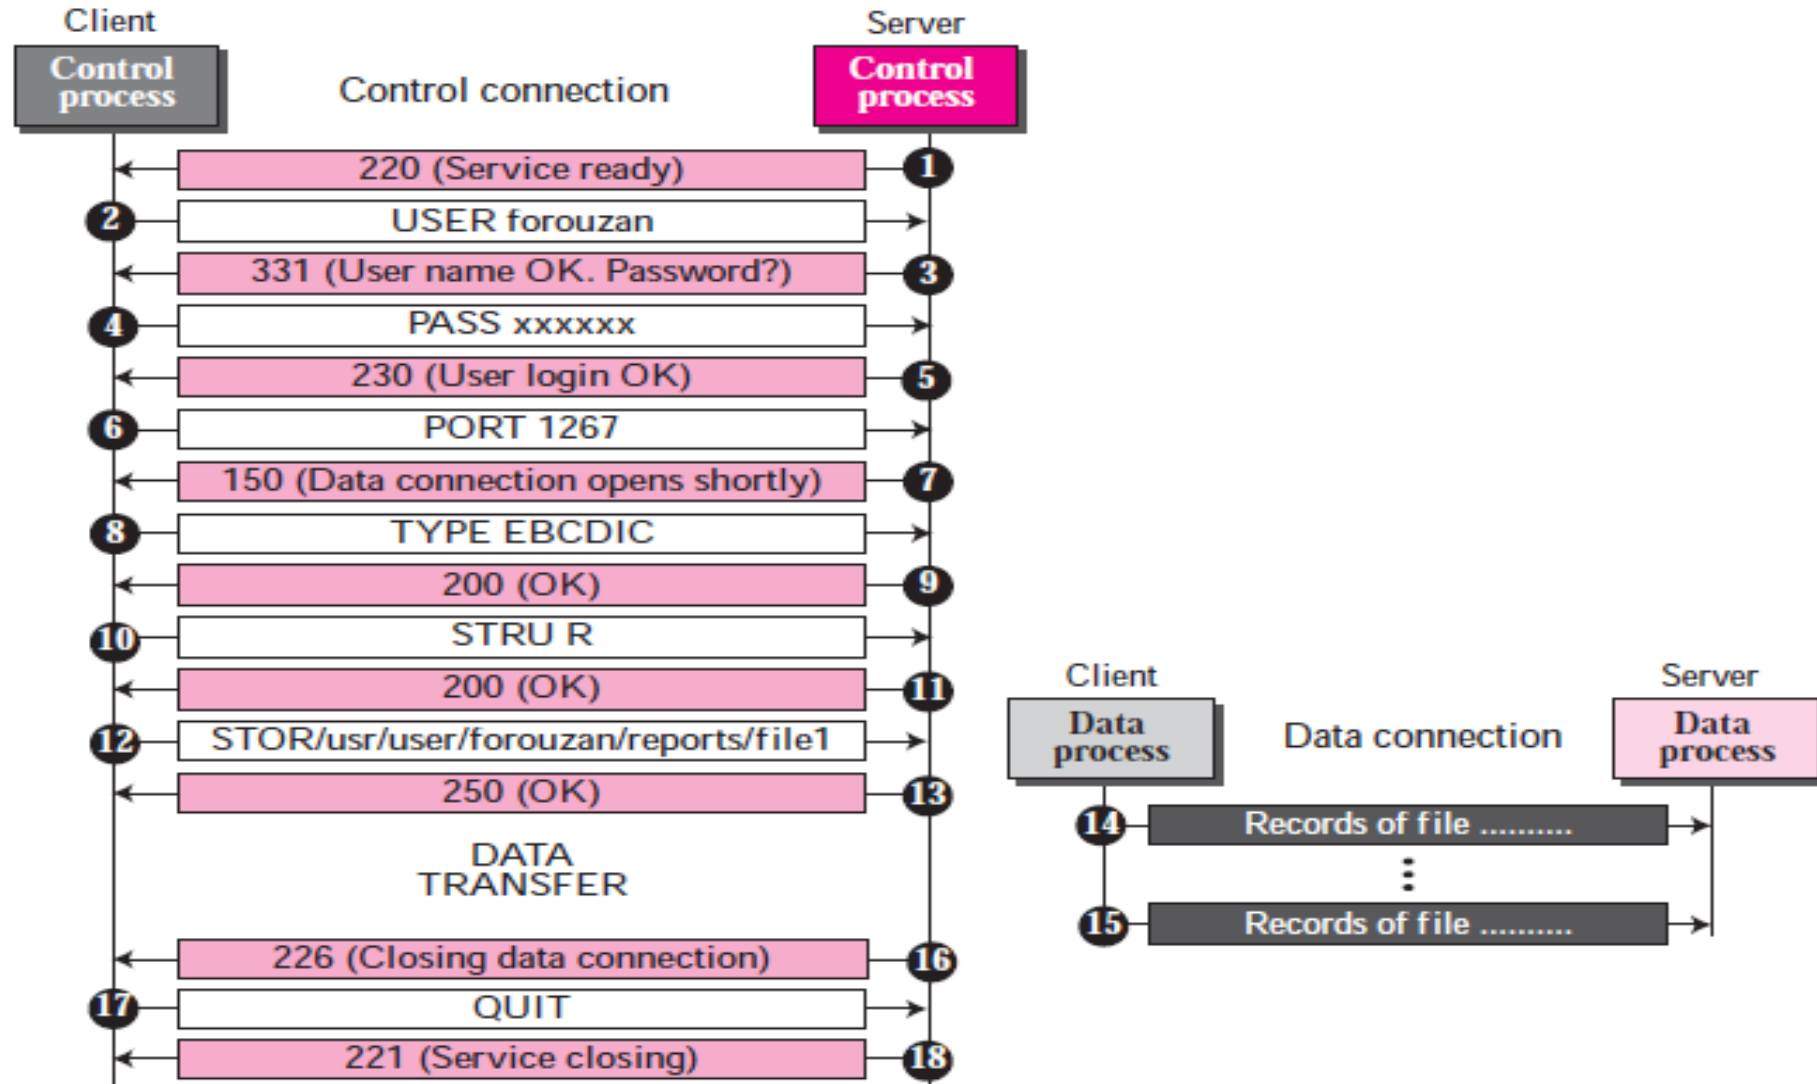 Client
Server
Control
process
Control connection
Control
process
220 (Service ready)
1
2
USER forouzan
331 (User name OK. Password?)
3
4
PASS xxxxxx
230 (User login OK)
5
6
PORT 1267
150 (Data connection opens shortly)
7
8
TYPE EBCDIC
200 (OK)
9
10
STRU R
200 (OK)
11
12
STOR/usr/user/forouzan/reports/file1
250 (OK)
13
DATA
TRANSFER
226 (Closing data connection)
16
17
QUIT
221 (Service closing)
18
Client
Server
Data
process
Data connection
Data
process
14
Records of file ..........
15
Records of file ..........